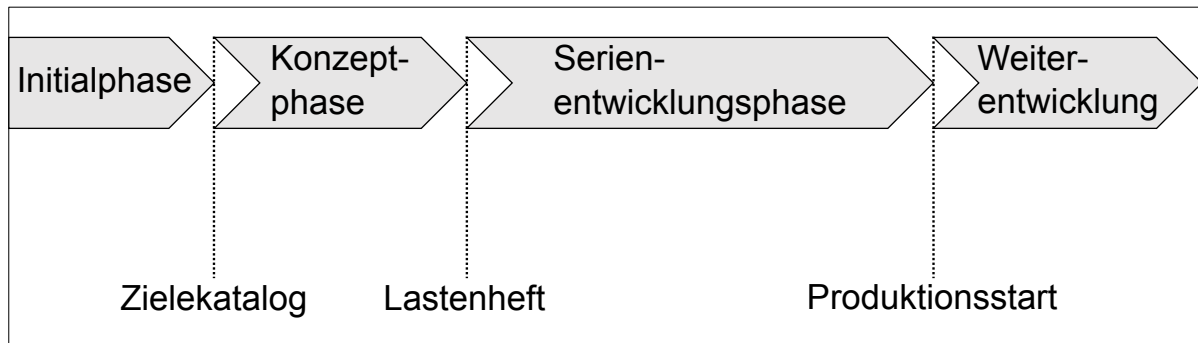 Initialphase
Konzept-
phase
Serien-
entwicklungsphase
Weiter-
entwicklung
Zielekatalog
Lastenheft
Produktionsstart